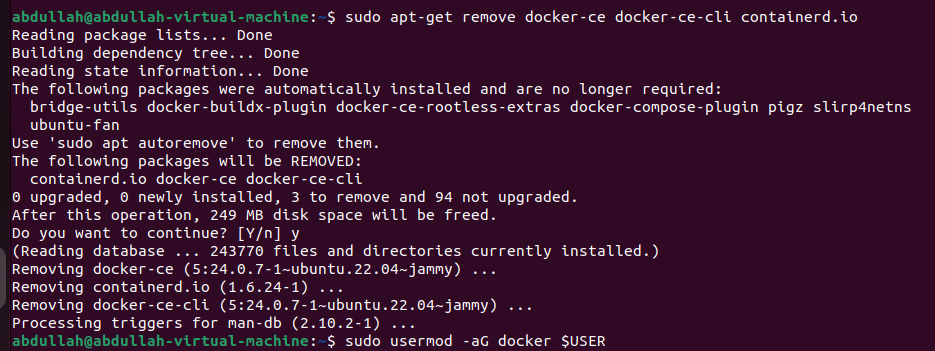 abdullah@abdullah-virtual-machine:~$ sudo apt-get remove docker-ce docker-ce-cli containerd.io
Reading package lists... Done
Building dependency tree... Done
Reading state information... Done
The following packages were automatically installed and are no longer required:
  bridge-utils docker-buildx-plugin docker-ce-rootless-extras docker-compose-plugin pigz slirp4netns
  ubuntu-fan
Use 'sudo apt autoremove' to remove them.
The following packages will be REMOVED:
  containerd.io docker-ce docker-ce-cli
0 upgraded, 0 newly installed, 3 to remove and 94 not upgraded.
After this operation, 249 MB disk space will be freed.
Do you want to continue? [Y/n] y
(Reading database ... 243770 files and directories currently installed.)
Removing docker-ce (5:24.0.7-1~ubuntu.22.04~jammy) ...
Removing containerd.io (1.6.24-1) ...
Removing docker-ce-cli (5:24.0.7-1~ubuntu.22.04~jammy) ...
Processing triggers for man-db (2.10.2-1) ...
abdullah@abdullah-virtual-machine:~$ sudo usermod -aG docker $USER